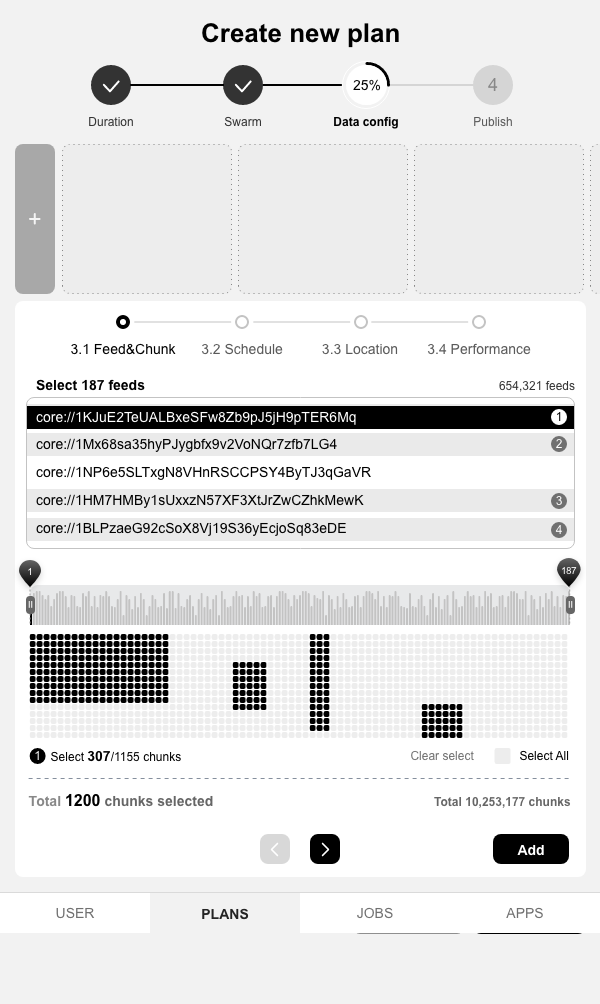 Create new plan
25%
4
Duration
Swarm
Data config
Publish
+
3.1 Feed&Chunk
3.2 Schedule
3.3 Location
3.4 Performance
Select 187 feeds
654,321 feeds
core://1KJuE2TeUALBxeSFw8Zb9pJ5jH9pTER6Mq
1
core://1Mx68sa35hyPJygbfx9v2VoNQr7zfb7LG4
2
core://1NP6e5SLTxgN8VHnRSCCPSY4ByTJ3qGaVR
core://1HM7HMBy1sUxxzN57XF3XtJrZwCZhkMewK
3
core://1BLPzaeG92cSoX8Vj19S36yEcjoSq83eDE
4
1
187
1 Select 307/1155 chunks
Clear select
Select All
Total 1200 chunks selected
Total 10,253,177 chunks
Add
USER
PLANS
JOBS
APPS